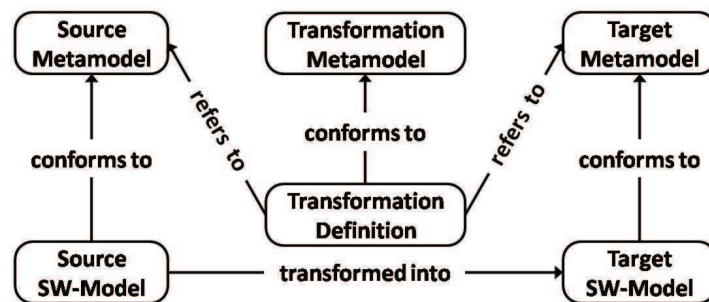 Source
Metamodel
Transformation
Metamodel
Target
Metamodel
refers to
refers to
conforms to
conforms to
conforms to
Transformation
Definition
Source
SW-Model
transformed into
Target
SW-Model